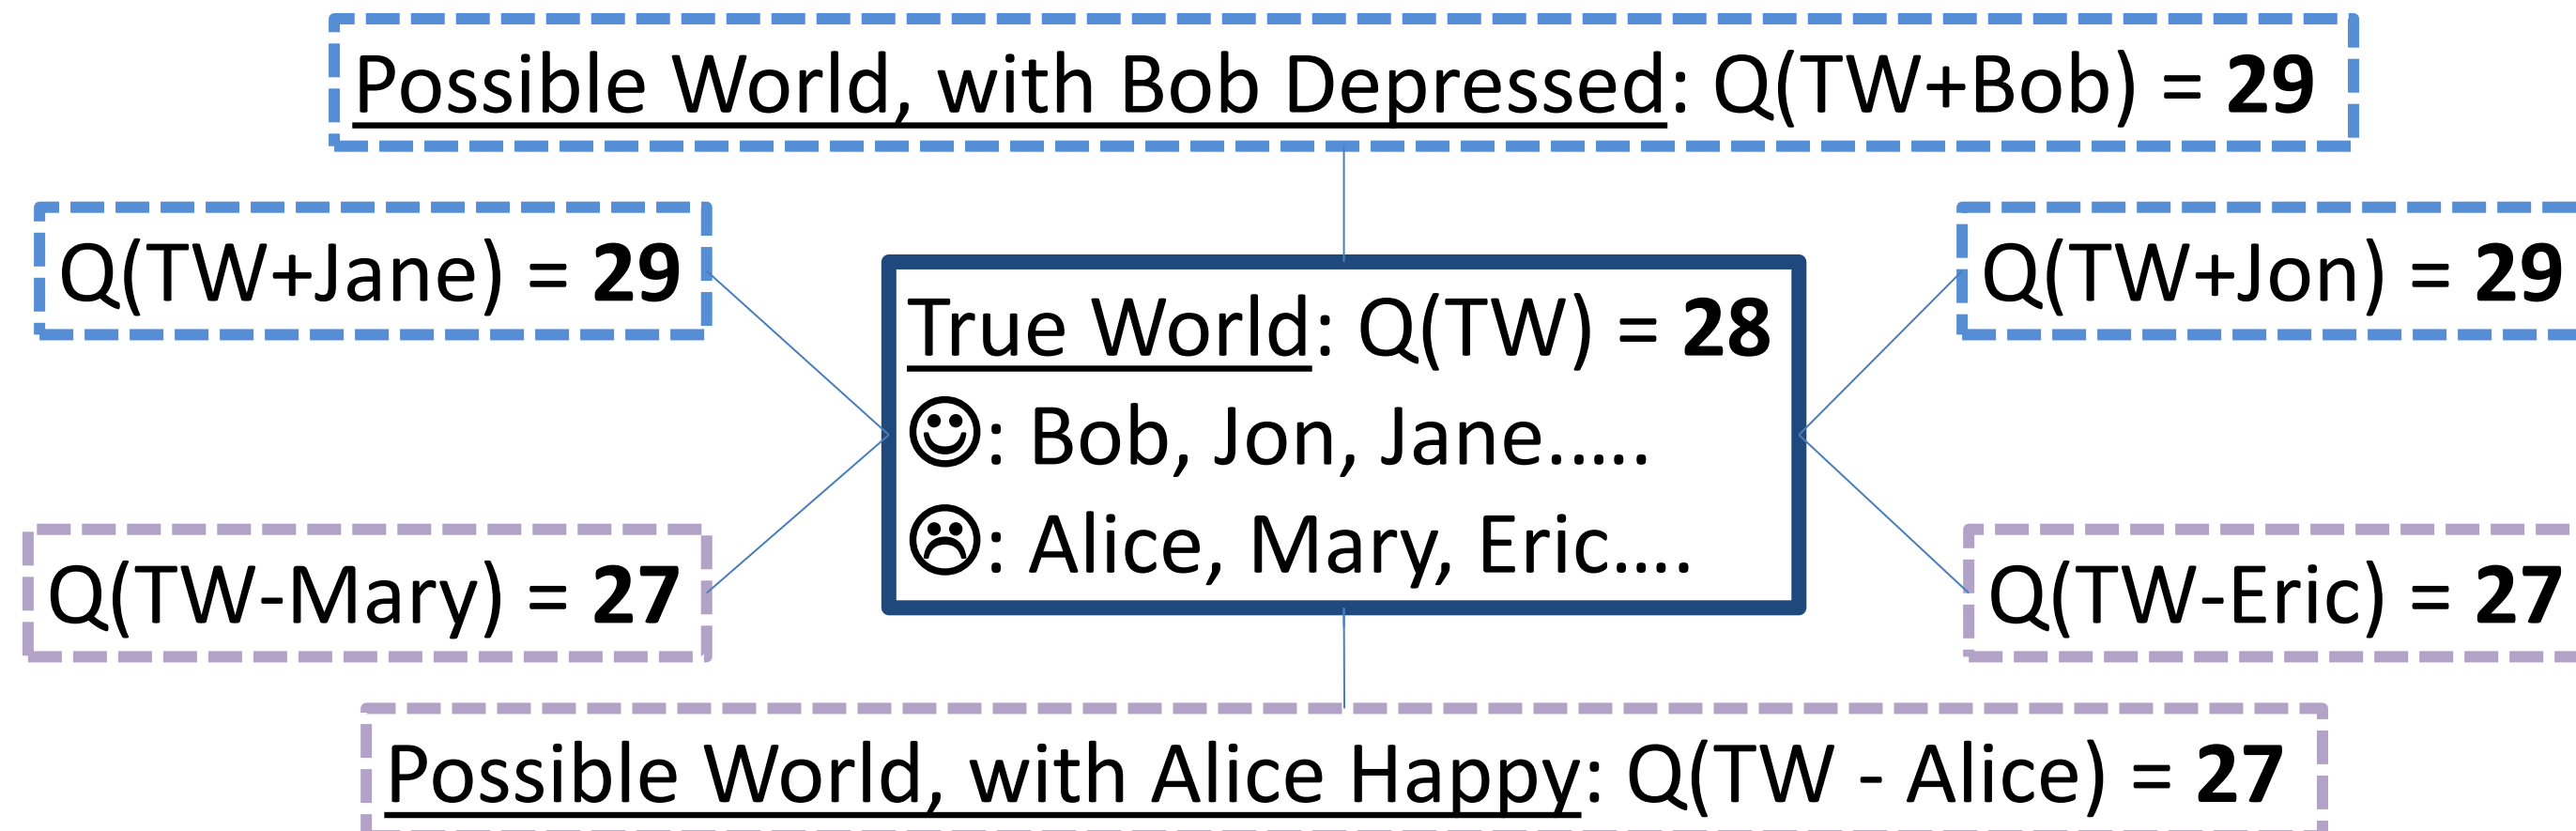 Possible World, with Bob Depressed: Q(TW+Bob) = 29
Q(TW+Jane) = 29
Q(TW+Jon) = 29
True World: Q(TW) = 28
☺: Bob, Jon, Jane.....
☹: Alice, Mary, Eric....
Q(TW-Mary) = 27
Q(TW-Eric) = 27
Possible World, with Alice Happy: Q(TW - Alice) = 27